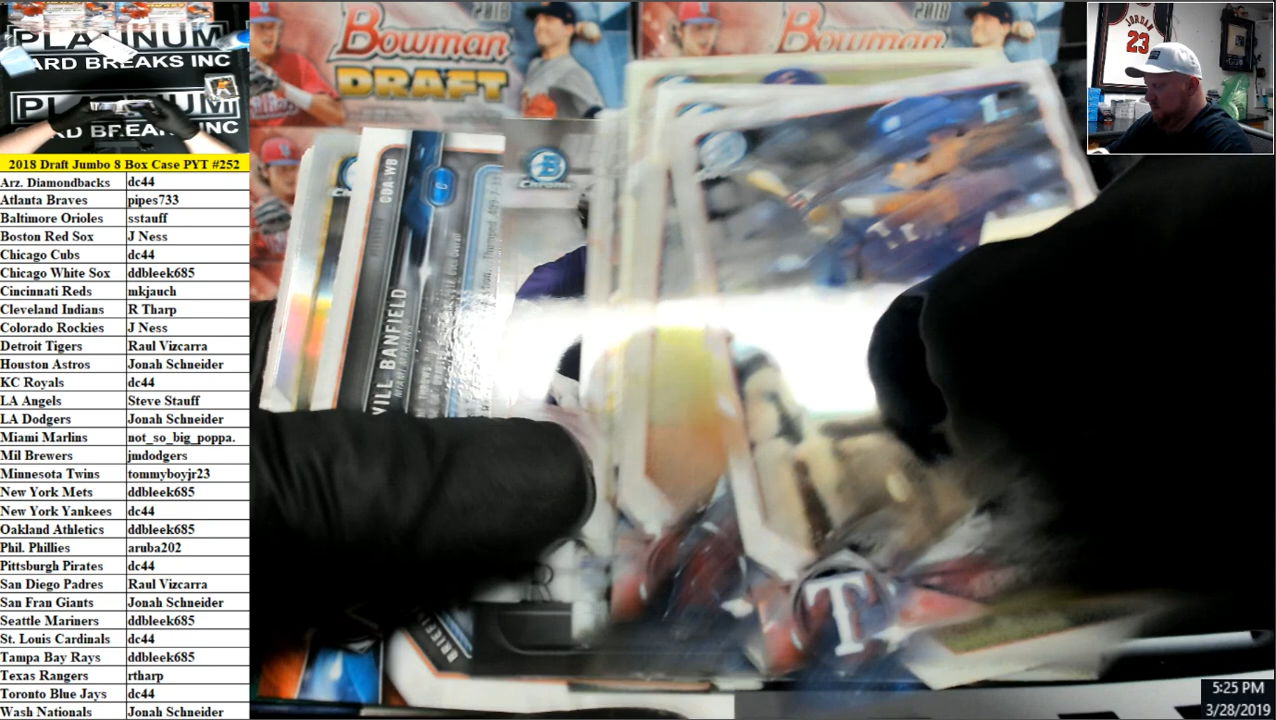 PLATINUM
ARD BREAKS INC
PLATINUM
RD BREAKS INC
2018 Draft Jumbo 8 Box Case PYT #252
Arz. Diamondbacks dc44
Atlanta Braves pipes733
Baltimore Orioles sstauff
Boston Red Sox J Ness
Chicago Cubs dc44
Chicago White Sox ddbleek685
Cincinnati Reds mkjauch
Cleveland Indians R Tharp
Colorado Rockies J Ness
Detroit Tigers Raul Vizcarra
Houston Astros Jonah Schneider
KC Royals dc44
LA Angels Steve Stauff
LA Dodgers Jonah Schneider
Miami Marlins not_so_big_poppa.
Mil Brewers jmdodgers
Minnesota Twins tommyboyjr23
New York Mets ddbleek685
New York Yankees dc44
Oakland Athletics ddbleek685
Phil. Phillies aruba202
Pittsburgh Pirates dc44
San Diego Padres Raul Vizcarra
San Fran Giants Jonah Schneider
Seattle Mariners ddbleek685
St. Louis Cardinals dc44
Tampa Bay Rays ddbleek685
Texas Rangers rtharp
Toronto Blue Jays dc44
Wash Nationals Jonah Schneider
2018
Bowman
DRAFT
2018
Bowman
CDA-WB
WILL BANFIELD
Chrome
T
JORDAN
23
5:25 PM
3/28/2019